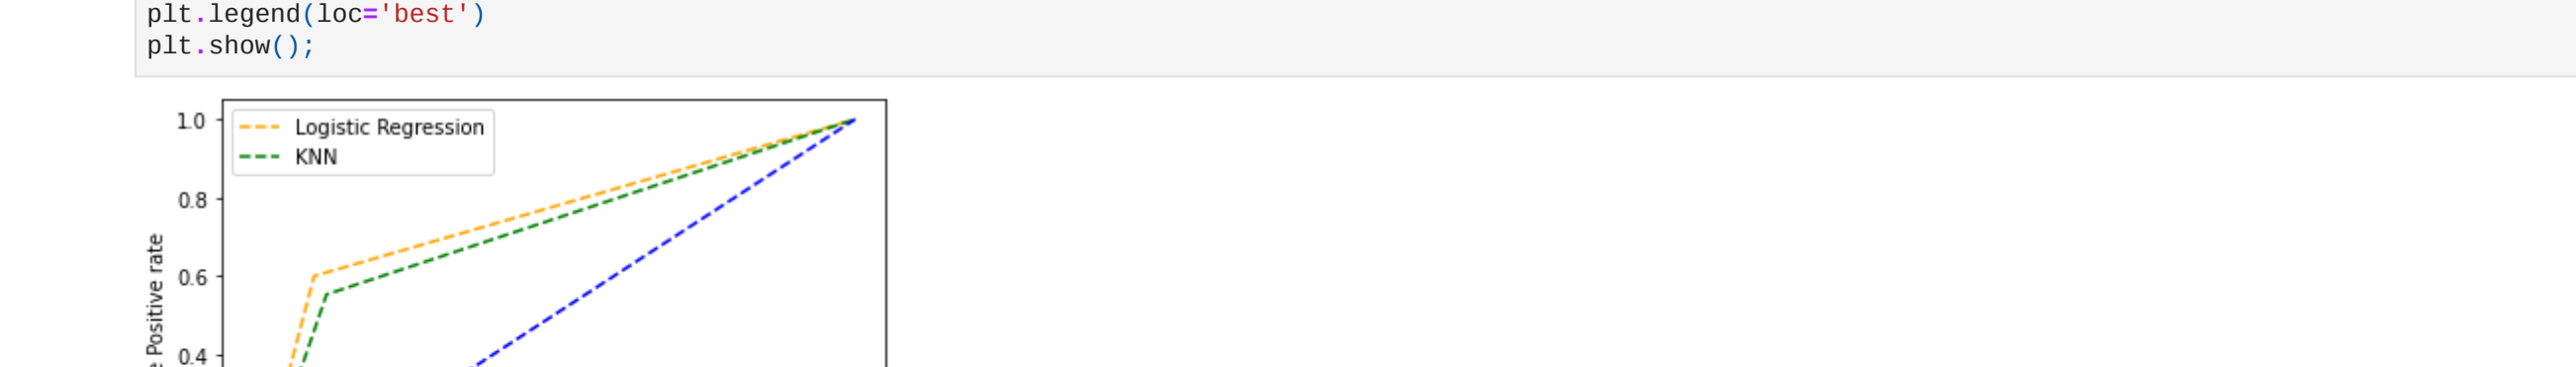 plt.legend(loc='best')
plt.show();
1.0
Logistic Regression
KNN
0.8
0.6
0.4
Positive rate